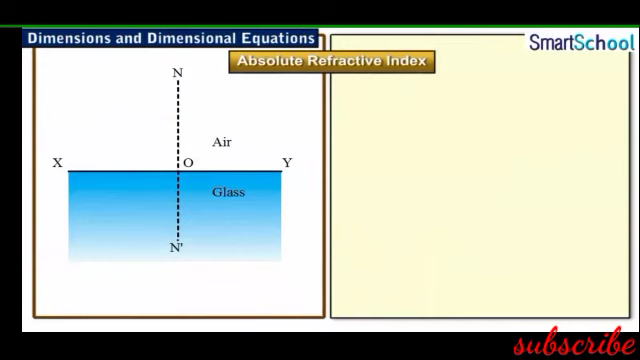 Dimensions and Dimensional Equations
SmartSchool
Absolute Refractive Index
N
Air
X
O
Y
Glass
N'
subscribe